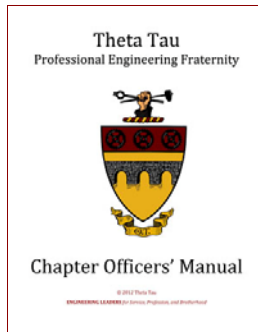 Theta Tau
Professional Engineering Fraternity
Chapter Officers' Manual
© 2012 Theta Tau
ENGINEERING LEADERS for Service, Profession, and Brotherhood